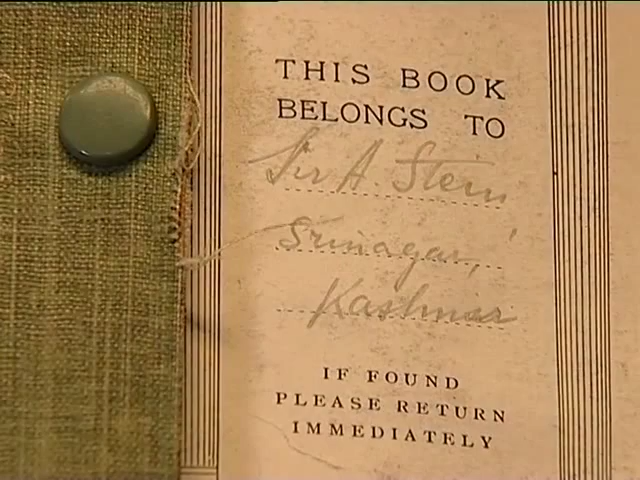 THIS BOOK
BELONGS TO
Sir A. Stein
Srinagar,
Kashmir
IF FOUND
PLEASE RETURN
IMMEDIATELY